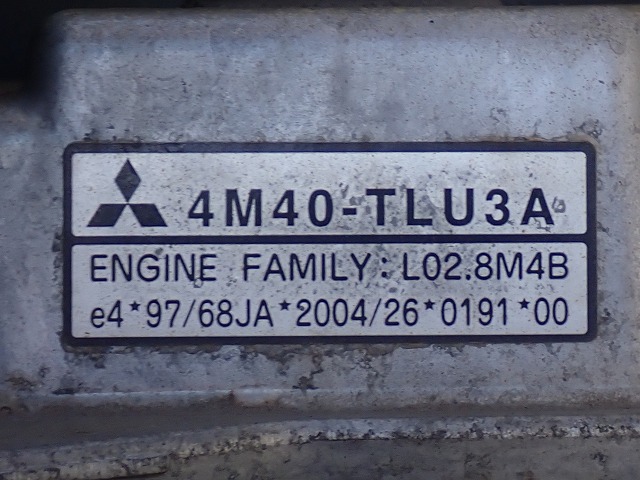 4M40-TLU3A
ENGINE FAMILY: L02.8M4B
e4*97/68JA*2004/26*0191*00